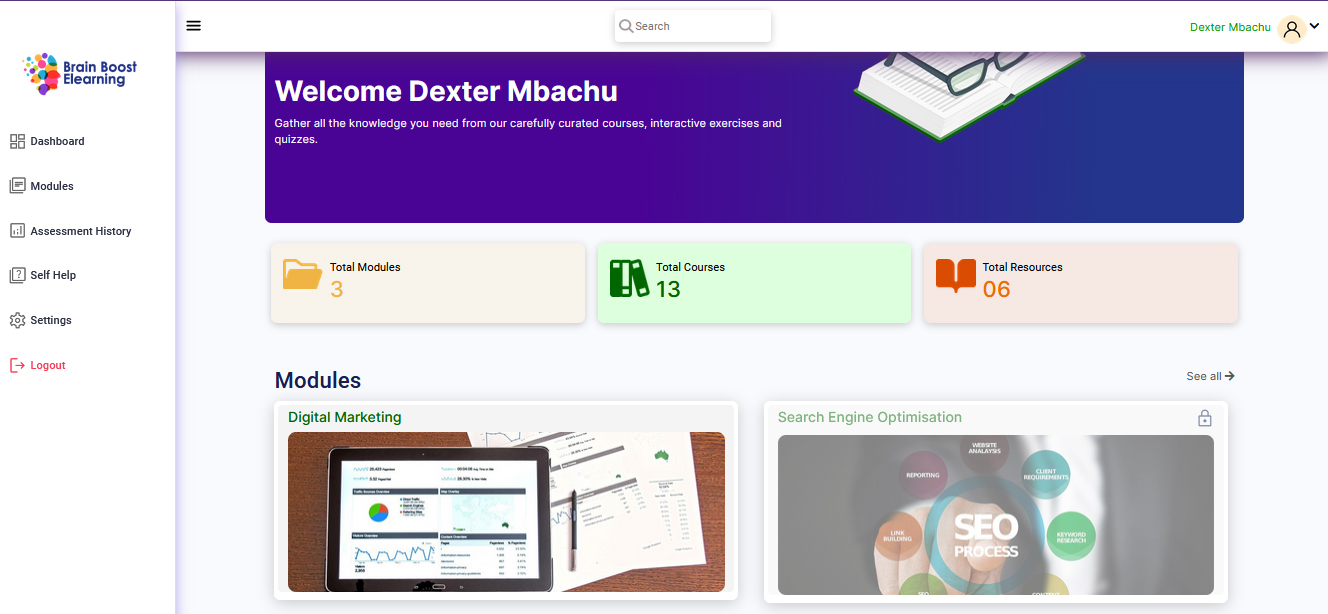 Search
Dexter Mbachu
Brain Boost
Elearning
Dashboard
Modules
Assessment History
Self Help
Settings
Logout
Welcome Dexter Mbachu
Gather all the knowledge you need from our carefully curated courses, interactive exercises and
quizzes.
Total Modules
3
Total Courses
13
Total Resources
06
Modules
See all
Digital Marketing
Search Engine Optimisation
WEBSITE
ANALAYSIS
REPORTING
CLIENT
REQUIREMENTS
LINK
BUILDING
SEO
PROCESS
KEYWORD
RESEARCH
SEO
CONTENT